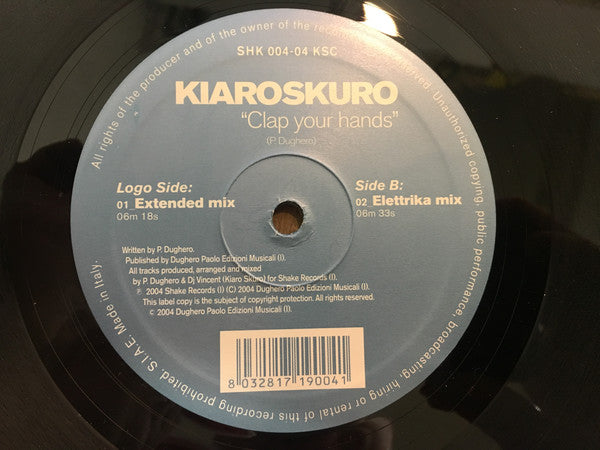 All rights of the producer and of the owner of the recorded work reserved. Unauthorized copying, public performance, broadcasting, hiring or rental of this recording prohibited. S.I.A.E. Made in Italy.
SHK 004-04 KSC
KIAROSKURO
"Clap your hands"
(P. Dughero)
Logo Side:
01 Extended mix
06m 18s
Side B:
02 Elettrika mix
06m 33s
Written by P. Dughero.
Published by Dughero Paolo Edizioni Musicali (I).
All tracks produced, arranged and mixed
by P. Dughero & Dj Vincent (Kiaro Skuro) for Shake Records (I).
℗ 2004 Shake Records (I) (C) 2004 Dughero Paolo Edizioni Musicali (I).
This label copy is the subject of copyright protection. All rights reserved.
© 2004 Dughero Paolo Edizioni Musicali (I).
8 032817 190041